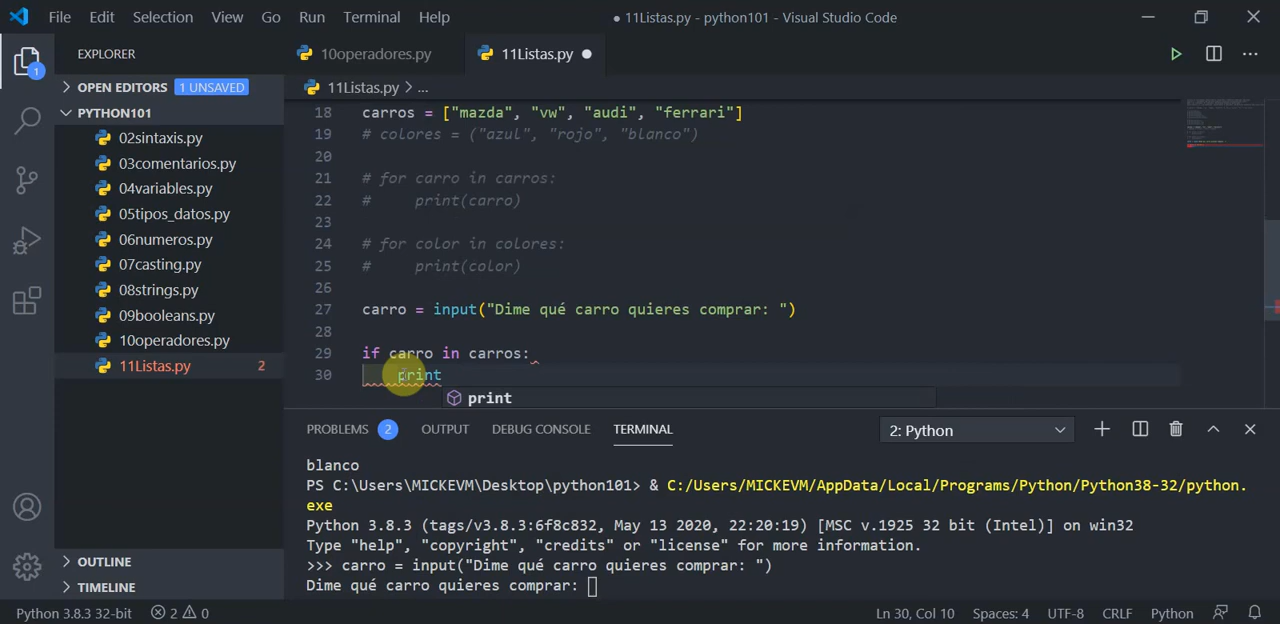 File Edit Selection View Go Run Terminal Help
● 11Listas.py - python101 - Visual Studio Code
EXPLORER
1
OPEN EDITORS 1 UNSAVED
PYTHON101
02sintaxis.py
03comentarios.py
04variables.py
05tipos_datos.py
06numeros.py
07casting.py
08strings.py
09booleans.py
10operadores.py
11Listas.py 2
OUTLINE
TIMELINE
10operadores.py 11Listas.py
11Listas.py > ...
18 carros = ["mazda", "vw", "audi", "ferrari"]
19 # colores = ("azul", "rojo", "blanco")
20
21 # for carro in carros:
22 #     print(carro)
23
24 # for color in colores:
25 #     print(color)
26
27 carro = input("Dime qué carro quieres comprar: ")
28
29 if carro in carros:
30     print
print
PROBLEMS 2 OUTPUT DEBUG CONSOLE TERMINAL 2: Python
blanco
PS C:\Users\MICKEVM\Desktop\python101> & C:/Users/MICKEVM/AppData/Local/Programs/Python/Python38-32/python.
exe
Python 3.8.3 (tags/v3.8.3:6f8c832, May 13 2020, 22:20:19) [MSC v.1925 32 bit (Intel)] on win32
Type "help", "copyright", "credits" or "license" for more information.
>>> carro = input("Dime qué carro quieres comprar: ")
Dime qué carro quieres comprar:
Python 3.8.3 32-bit 2 0 Ln 30, Col 10 Spaces: 4 UTF-8 CRLF Python